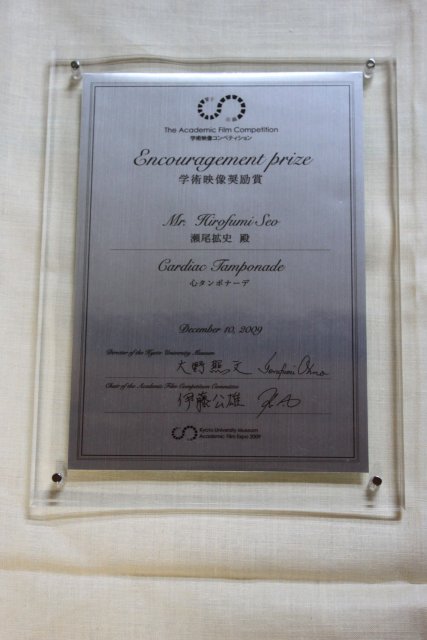 The Academic Film Competition
学術映像コンペティション
Encouragement prize
学術映像奨励賞
Mr. Hirofumi Seo
瀬尾拡史 殿
Cardiac Tamponade
心タンポナーデ
December 10, 2009
Director of the Kyoto University Museum
大野照文 Terufumi Ohno
Chair of the Academic Film Competition Committee
伊藤公雄
Kyoto University Museum
Academic Film Expo 2009